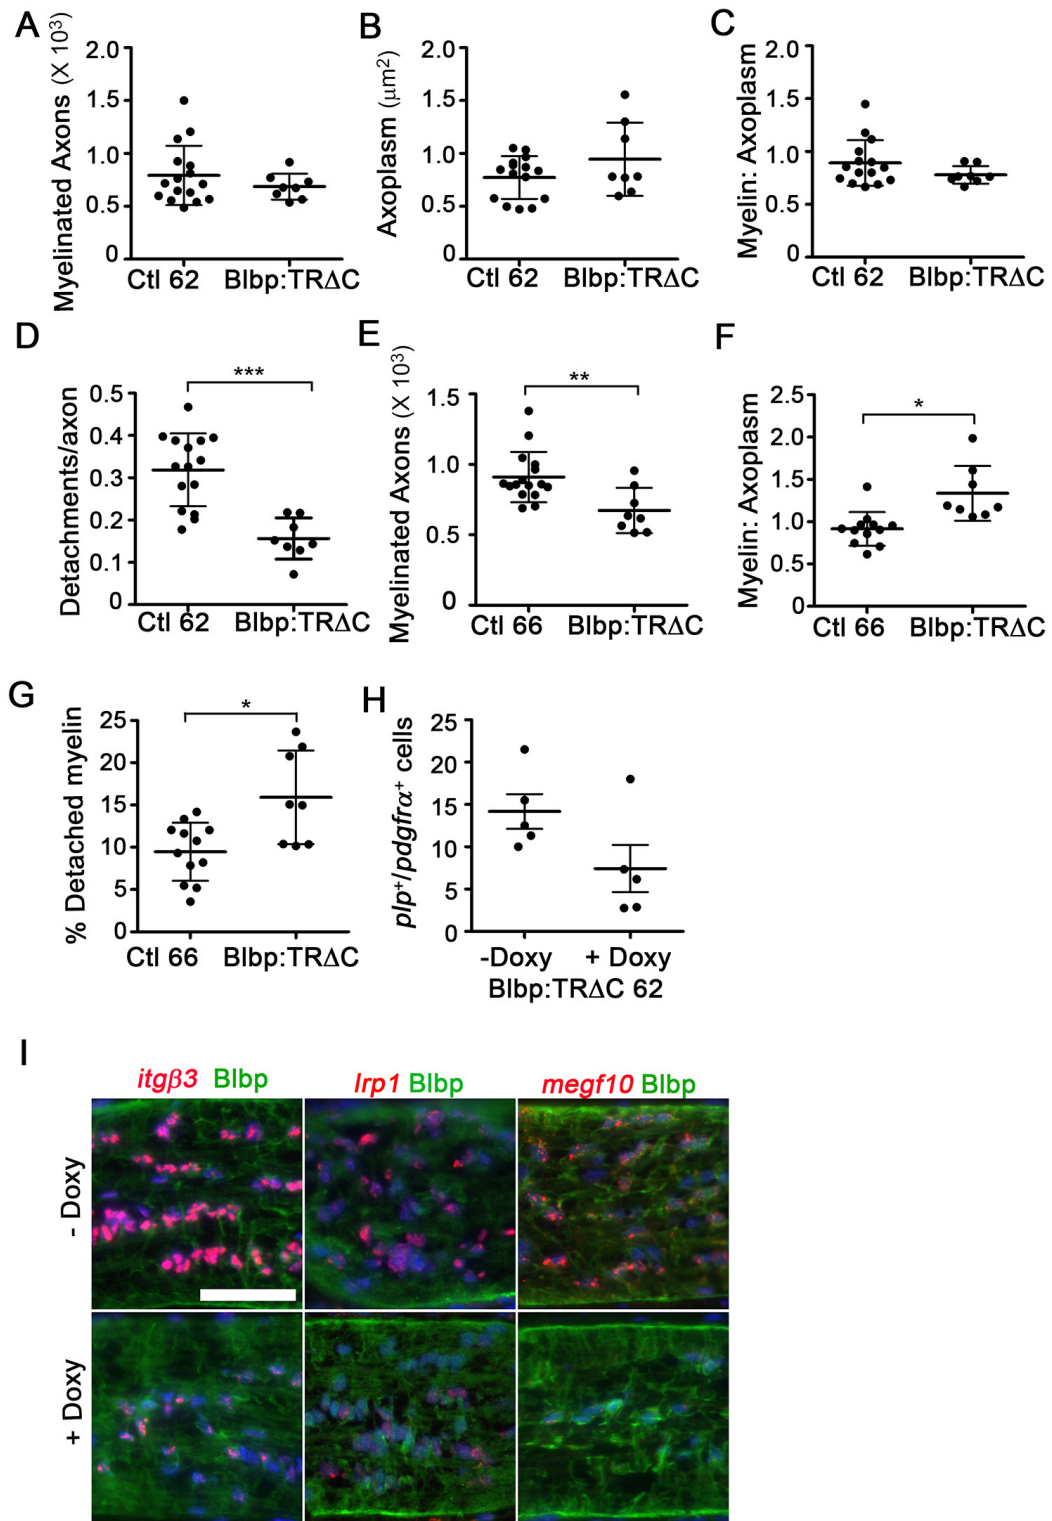 A
Myelinated Axons (X 10³)
2.0
1.5
1.0
0.5
0
Ctl 62 Blbp:TRΔC
B
Axoplasm (μm²)
2.0
1.5
1.0
0.5
0
Ctl 62 Blbp:TRΔC
C
Myelin: Axoplasm
2.0
1.5
1.0
0.5
0
Ctl 62 Blbp:TRΔC
D
Detachments/axon
0.5
0.4
0.3
0.2
0.1
0
***
Ctl 62 Blbp:TRΔC
E
Myelinated Axons (X 10³)
1.5
1.0
0.5
0
**
Ctl 66 Blbp:TRΔC
F
Myelin: Axoplasm
2.5
2.0
1.5
1.0
0.5
0
*
Ctl 66 Blbp:TRΔC
G
% Detached myelin
25
20
15
10
5
0
*
Ctl 66 Blbp:TRΔC
H
plp⁺/pdgfrα⁺ cells
25
20
15
10
5
0
-Doxy + Doxy
Blbp:TRΔC 62
I
itgβ3 Blbp
lrp1 Blbp
megf10 Blbp
- Doxy
+ Doxy